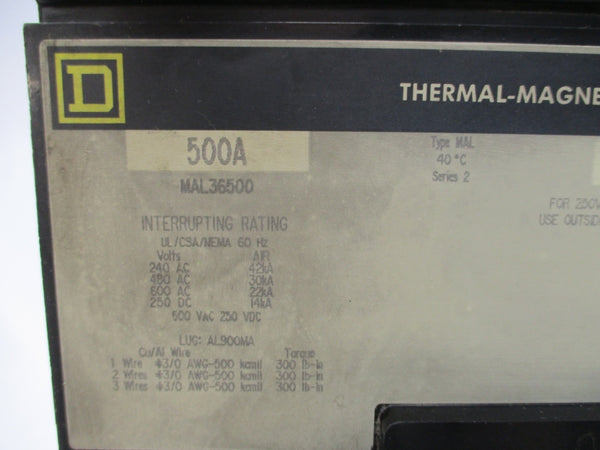 D
THERMAL-MAGNE
500A
MAL36500
Type MAL
40 °C
Series 2
FOR 250V
USE OUTSID
INTERRUPTING RATING
UL/CSA/NEMA 60 Hz
Volts AIR
240 AC 42kA
480 AC 30kA
600 AC 22kA
250 DC 14kA
600 VAC 250 VDC
LUG: AL900MA
Cu/Al Wire Torque
1 Wire #3/0 AWG-500 kcmil 300 lb-in
2 Wires #3/0 AWG-500 kcmil 300 lb-in
3 Wires #3/0 AWG-500 kcmil 300 lb-in